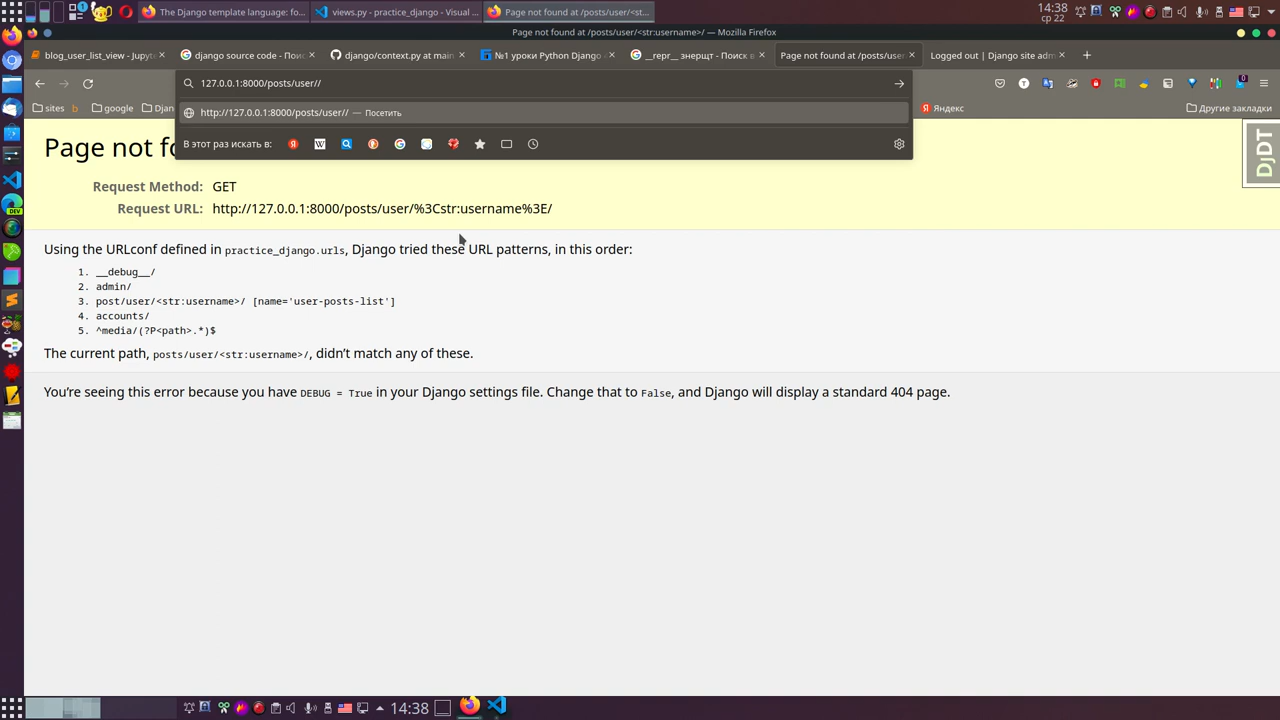 The Django template language: fo...
views.py - practice_django - Visual ...
Page not found at /posts/user/<st...
14:38
ср 22
Page not found at /posts/user/<str:username>/ — Mozilla Firefox
blog_user_list_view - Jupyt
django source code - Поис
django/context.py at main
№1 уроки Python Django
__repr__ энерщт - Поиск в
Page not found at /posts/user
Logged out | Django site adm
127.0.0.1:8000/posts/user//
http://127.0.0.1:8000/posts/user// — Посетить
В этот раз искать в:
sites
google
Djan
Яндекс
Другие закладки
Page not fo
DjDT
Request Method: GET
Request URL: http://127.0.0.1:8000/posts/user/%3Cstr:username%3E/
Using the URLconf defined in practice_django.urls, Django tried these URL patterns, in this order:
1. __debug__/
2. admin/
3. post/user/<str:username>/ [name='user-posts-list']
4. accounts/
5. ^media/(?P<path>.*)$
The current path, posts/user/<str:username>/, didn’t match any of these.
You’re seeing this error because you have DEBUG = True in your Django settings file. Change that to False, and Django will display a standard 404 page.
DEV
14:38